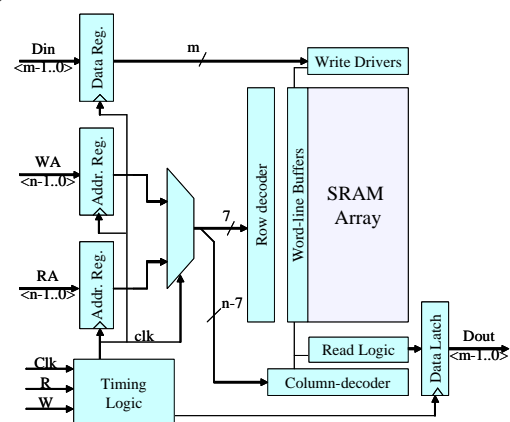 Din
<m-1..0>
Data Reg.
m
Write Drivers
WA
<n-1..0>
Addr. Reg.
Row decoder
Word-line Buffers
SRAM
Array
7
RA
<n-1..0>
Addr. Reg.
n-7
clk
Clk
R
W
Timing
Logic
Read Logic
Column-decoder
Data Latch
Dout
<m-1..0>